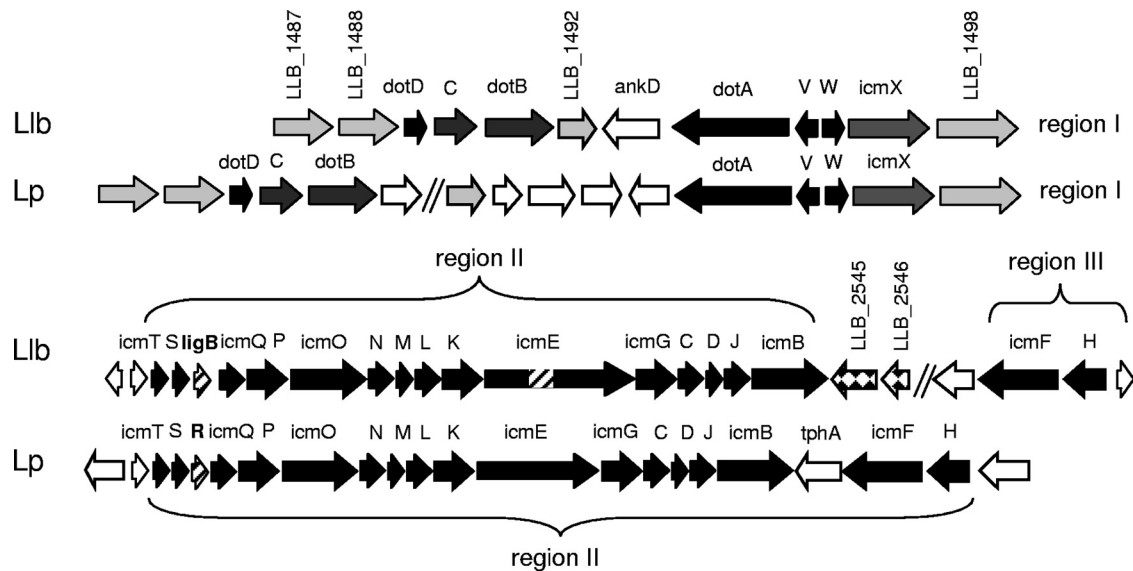 LLB_1487 LLB_1488 LLB_1492 LLB_1498
dotD C dotB ankD dotA V W icmX
Llb region I
dotD C dotB dotA V W icmX
Lp region I
region II region III
LLB_2545 LLB_2546
icmT S ligB icmQ P icmO N M L K icmE icmG C D J icmB icmF H
Llb
icmT S R icmQ P icmO N M L K icmE icmG C D J icmB tphA icmF H
Lp
region II